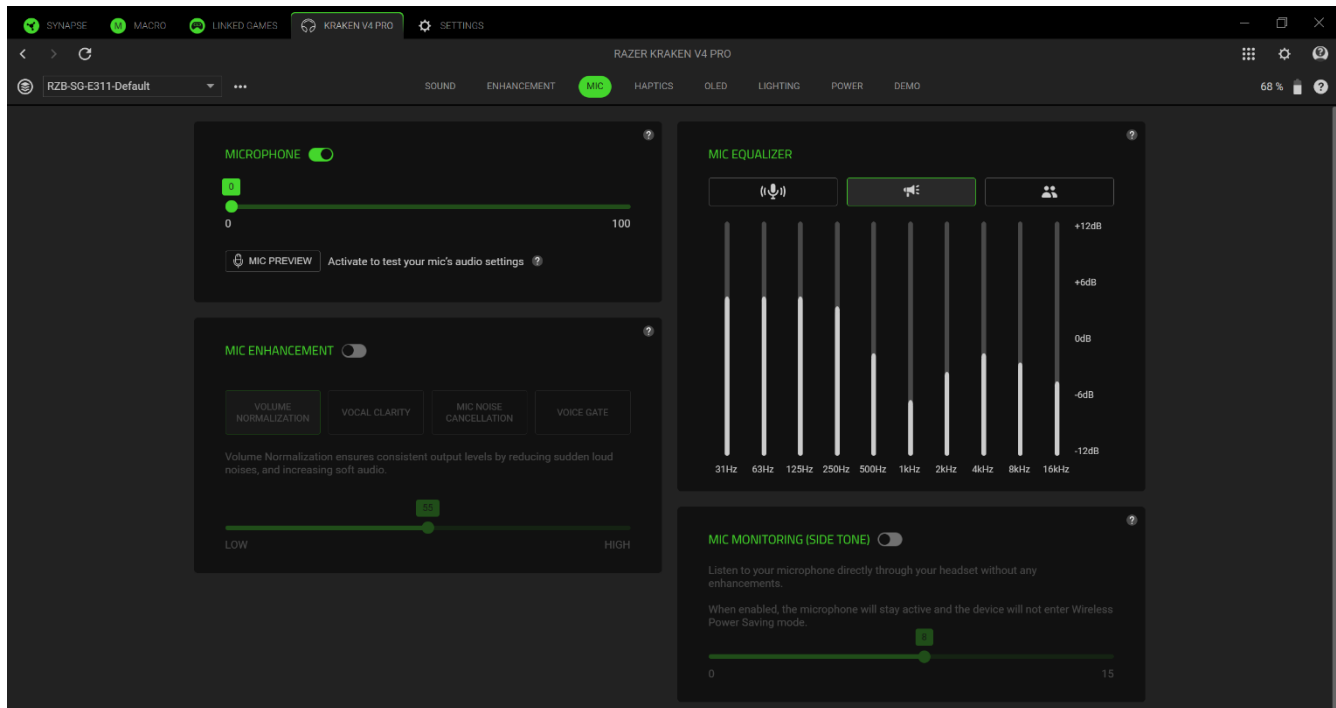 SYNAPSE
M MACRO
LINKED GAMES
KRAKEN V4 PRO
SETTINGS
RAZER KRAKEN V4 PRO
RZB-SG-E311-Default
SOUND ENHANCEMENT MIC HAPTICS OLED LIGHTING POWER DEMO
68 %
?
?
MICROPHONE
0
0 100
MIC PREVIEW Activate to test your mic's audio settings ?
?
MIC ENHANCEMENT
VOLUME
NORMALIZATION
VOCAL CLARITY
MIC NOISE
CANCELLATION
VOICE GATE
Volume Normalization ensures consistent output levels by reducing sudden loud
noises, and increasing soft audio.
55
LOW HIGH
?
MIC EQUALIZER
+12dB
+6dB
0dB
-6dB
-12dB
31Hz 63Hz 125Hz 250Hz 500Hz 1kHz 2kHz 4kHz 8kHz 16kHz
?
MIC MONITORING (SIDE TONE)
Listen to your microphone directly through your headset without any
enhancements.
When enabled, the microphone will stay active and the device will not enter Wireless
Power Saving mode.
8
0 15